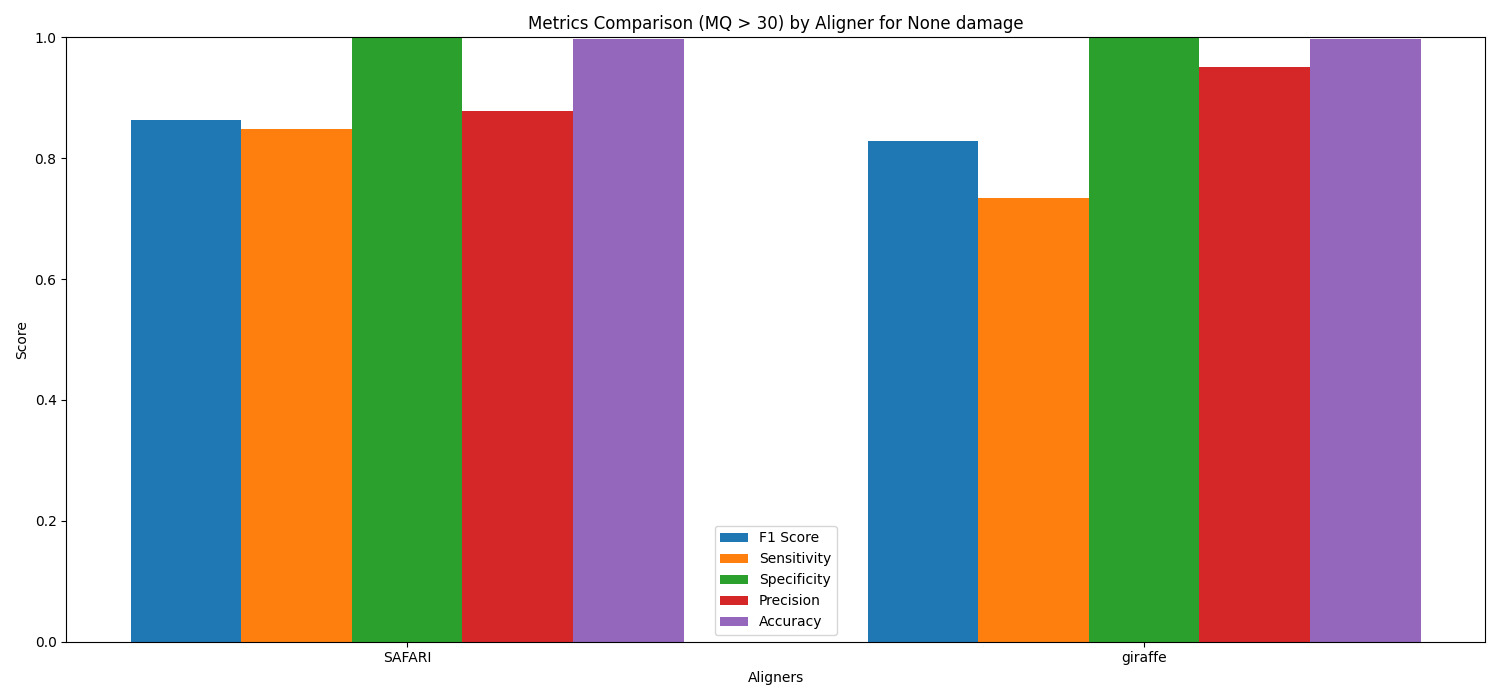 Metrics Comparison (MQ > 30) by Aligner for None damage
1.0
0.8
0.6
0.4
0.2
0.0
Score
F1 Score
Sensitivity
Specificity
Precision
Accuracy
SAFARI
giraffe
Aligners